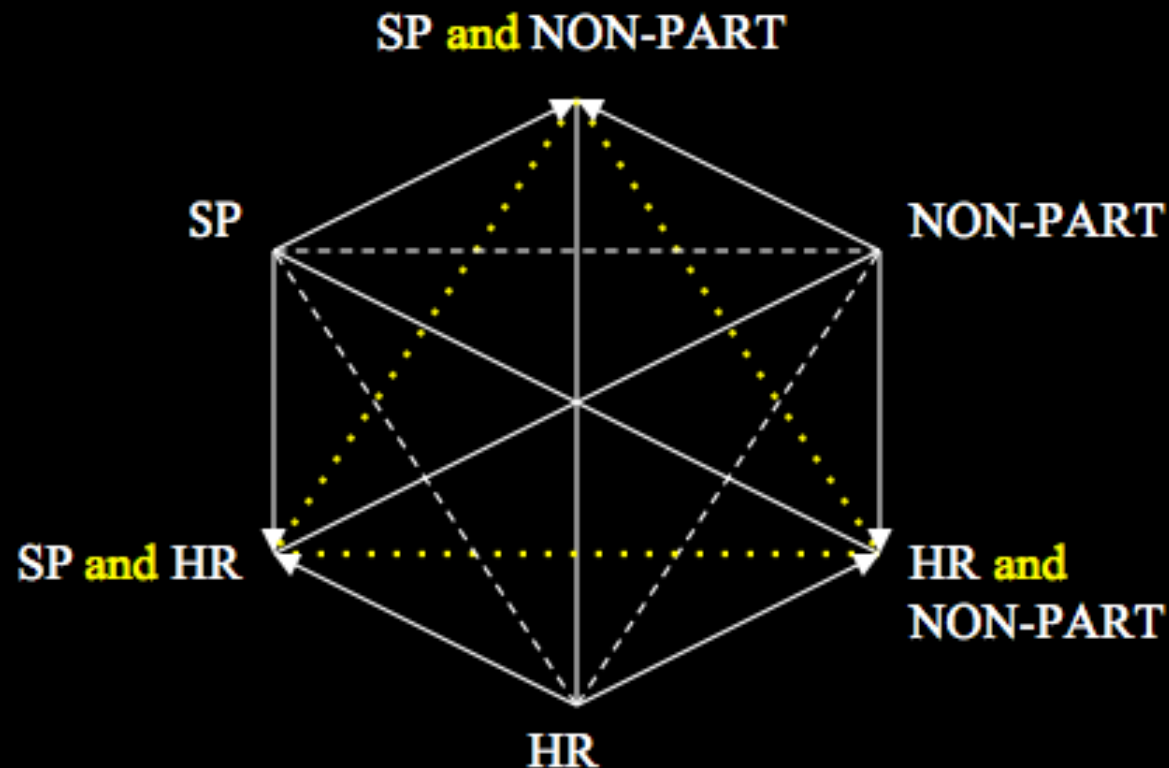 SP and NON-PART
SP
NON-PART
SP and HR
HR and
NON-PART
HR